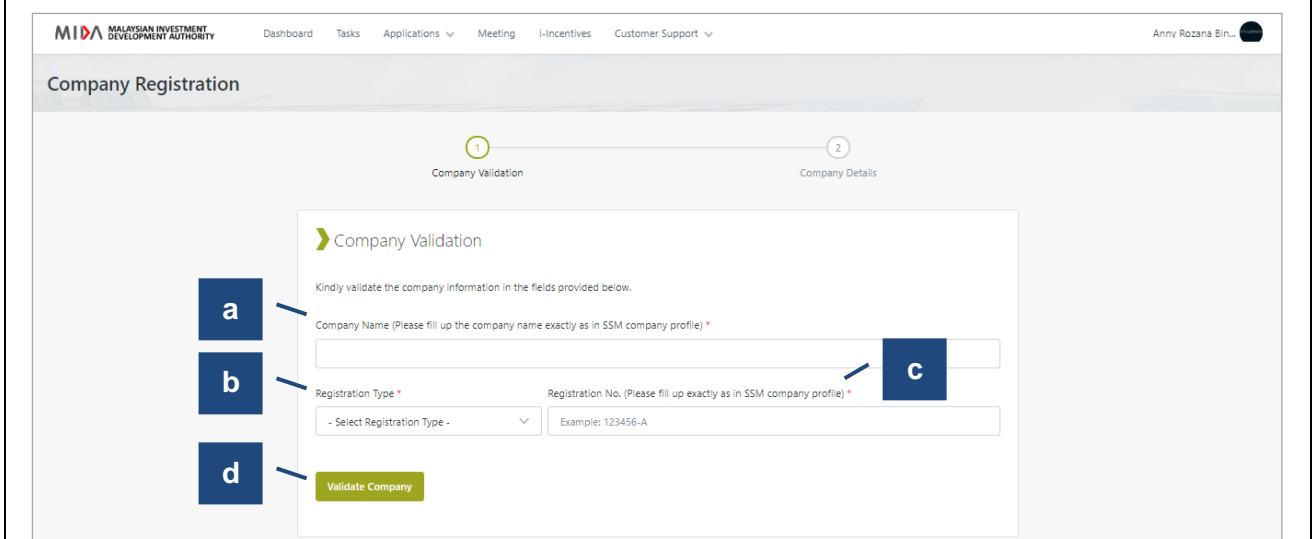 MIDA MALAYSIAN INVESTMENT DEVELOPMENT AUTHORITY Dashboard Tasks Applications Meeting i-Incentives Customer Support Anny Rozana Bin...
Company Registration
1 2
Company Validation Company Details
Company Validation
Kindly validate the company information in the fields provided below.
a
Company Name (Please fill up the company name exactly as in SSM company profile) *
c
b
Registration Type * Registration No. (Please fill up exactly as in SSM company profile) *
- Select Registration Type - Example: 123456-A
d
Validate Company